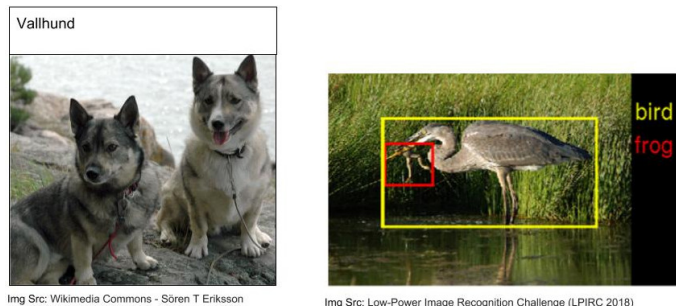 Vallhund
bird
frog
Img Src: Wikimedia Commons - Sören T Eriksson
Img Src: Low-Power Image Recognition Challenge (LPIRC 2018)